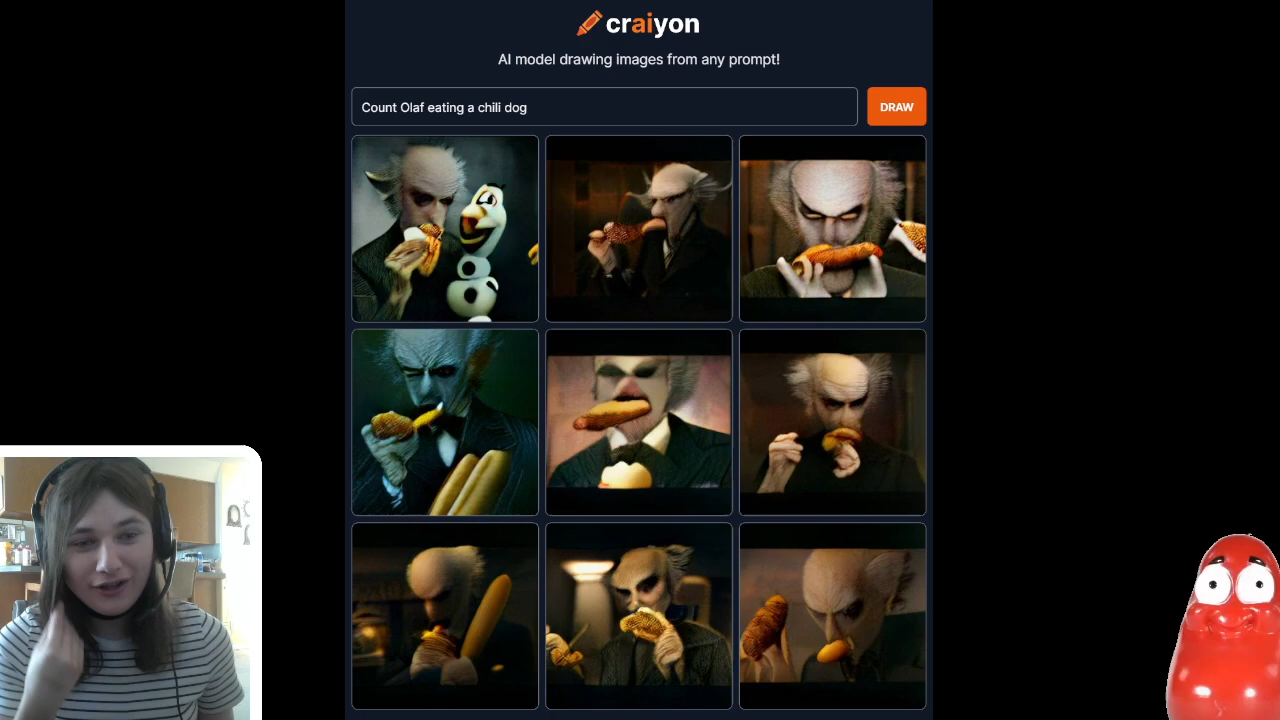 craiyon
AI model drawing images from any prompt!
Count Olaf eating a chili dog
DRAW